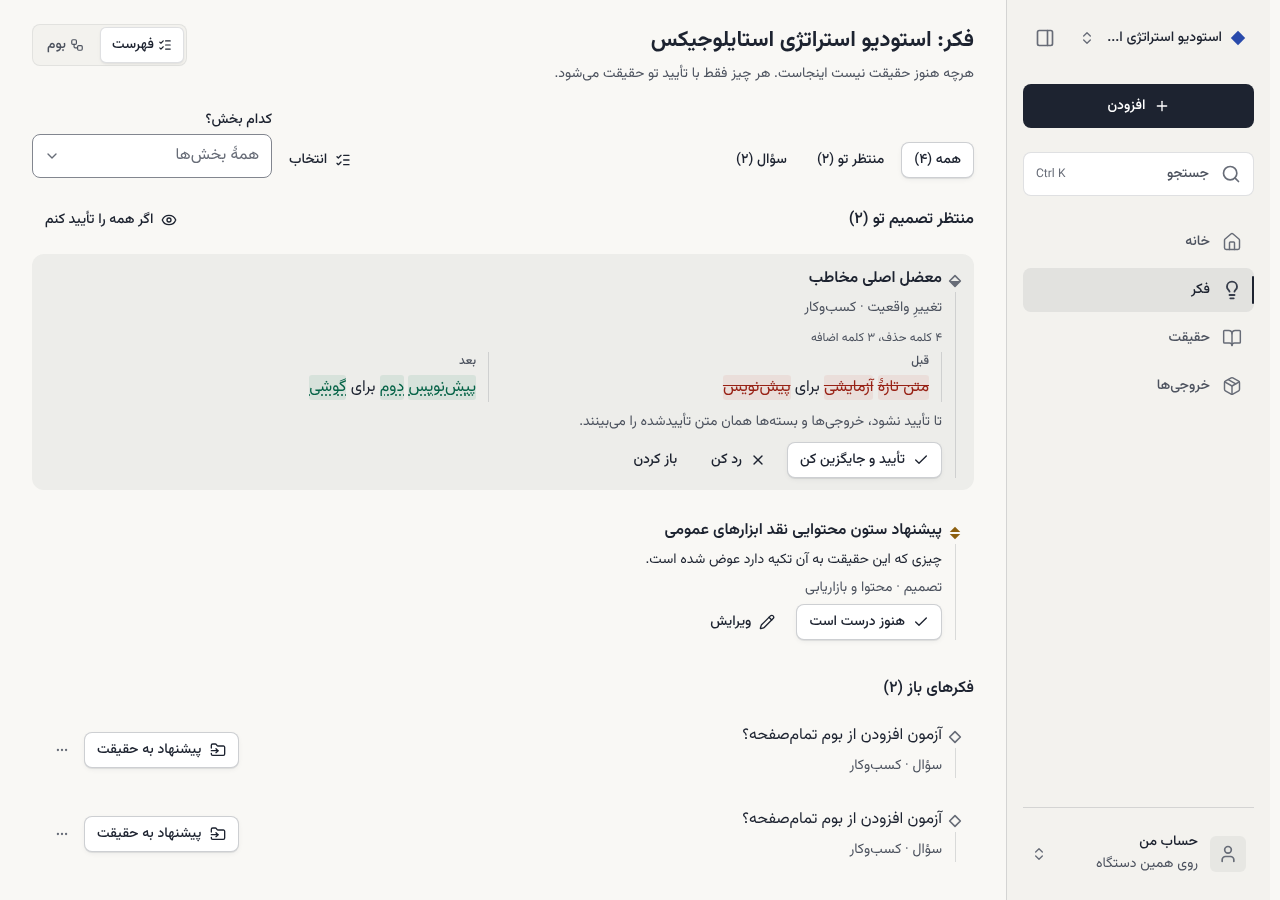 استودیو استراتژی ا...
افزودن
جستجو
Ctrl K
خانه
فکر
حقیقت
خروجی‌ها
حساب من
روی همین دستگاه
فکر: استودیو استراتژی استایلوجیکس
هرچه هنوز حقیقت نیست اینجاست. هر چیز فقط با تأیید تو حقیقت می‌شود.
فهرست
بوم
همه (۴)
منتظر تو (۲)
سؤال (۲)
انتخاب
کدام بخش؟
همهٔ بخش‌ها
منتظر تصمیم تو (۲)
اگر همه را تأیید کنم
معضل اصلی مخاطب
تغییرِ واقعیت · کسب‌وکار
۴ کلمه حذف، ۳ کلمه اضافه
قبل
متن تازهٔ آزمایشی برای پیش‌نویس
بعد
پیش‌نویس دوم برای گوشی
تا تأیید نشود، خروجی‌ها و بسته‌ها همان متن تأییدشده را می‌بینند.
تأیید و جایگزین کن
رد کن
باز کردن
پیشنهاد ستون محتوایی نقد ابزارهای عمومی
چیزی که این حقیقت به آن تکیه دارد عوض شده است.
تصمیم · محتوا و بازاریابی
هنوز درست است
ویرایش
فکرهای باز (۲)
آزمون افزودن از بوم تمام‌صفحه؟
سؤال · کسب‌وکار
پیشنهاد به حقیقت
آزمون افزودن از بوم تمام‌صفحه؟
سؤال · کسب‌وکار
پیشنهاد به حقیقت